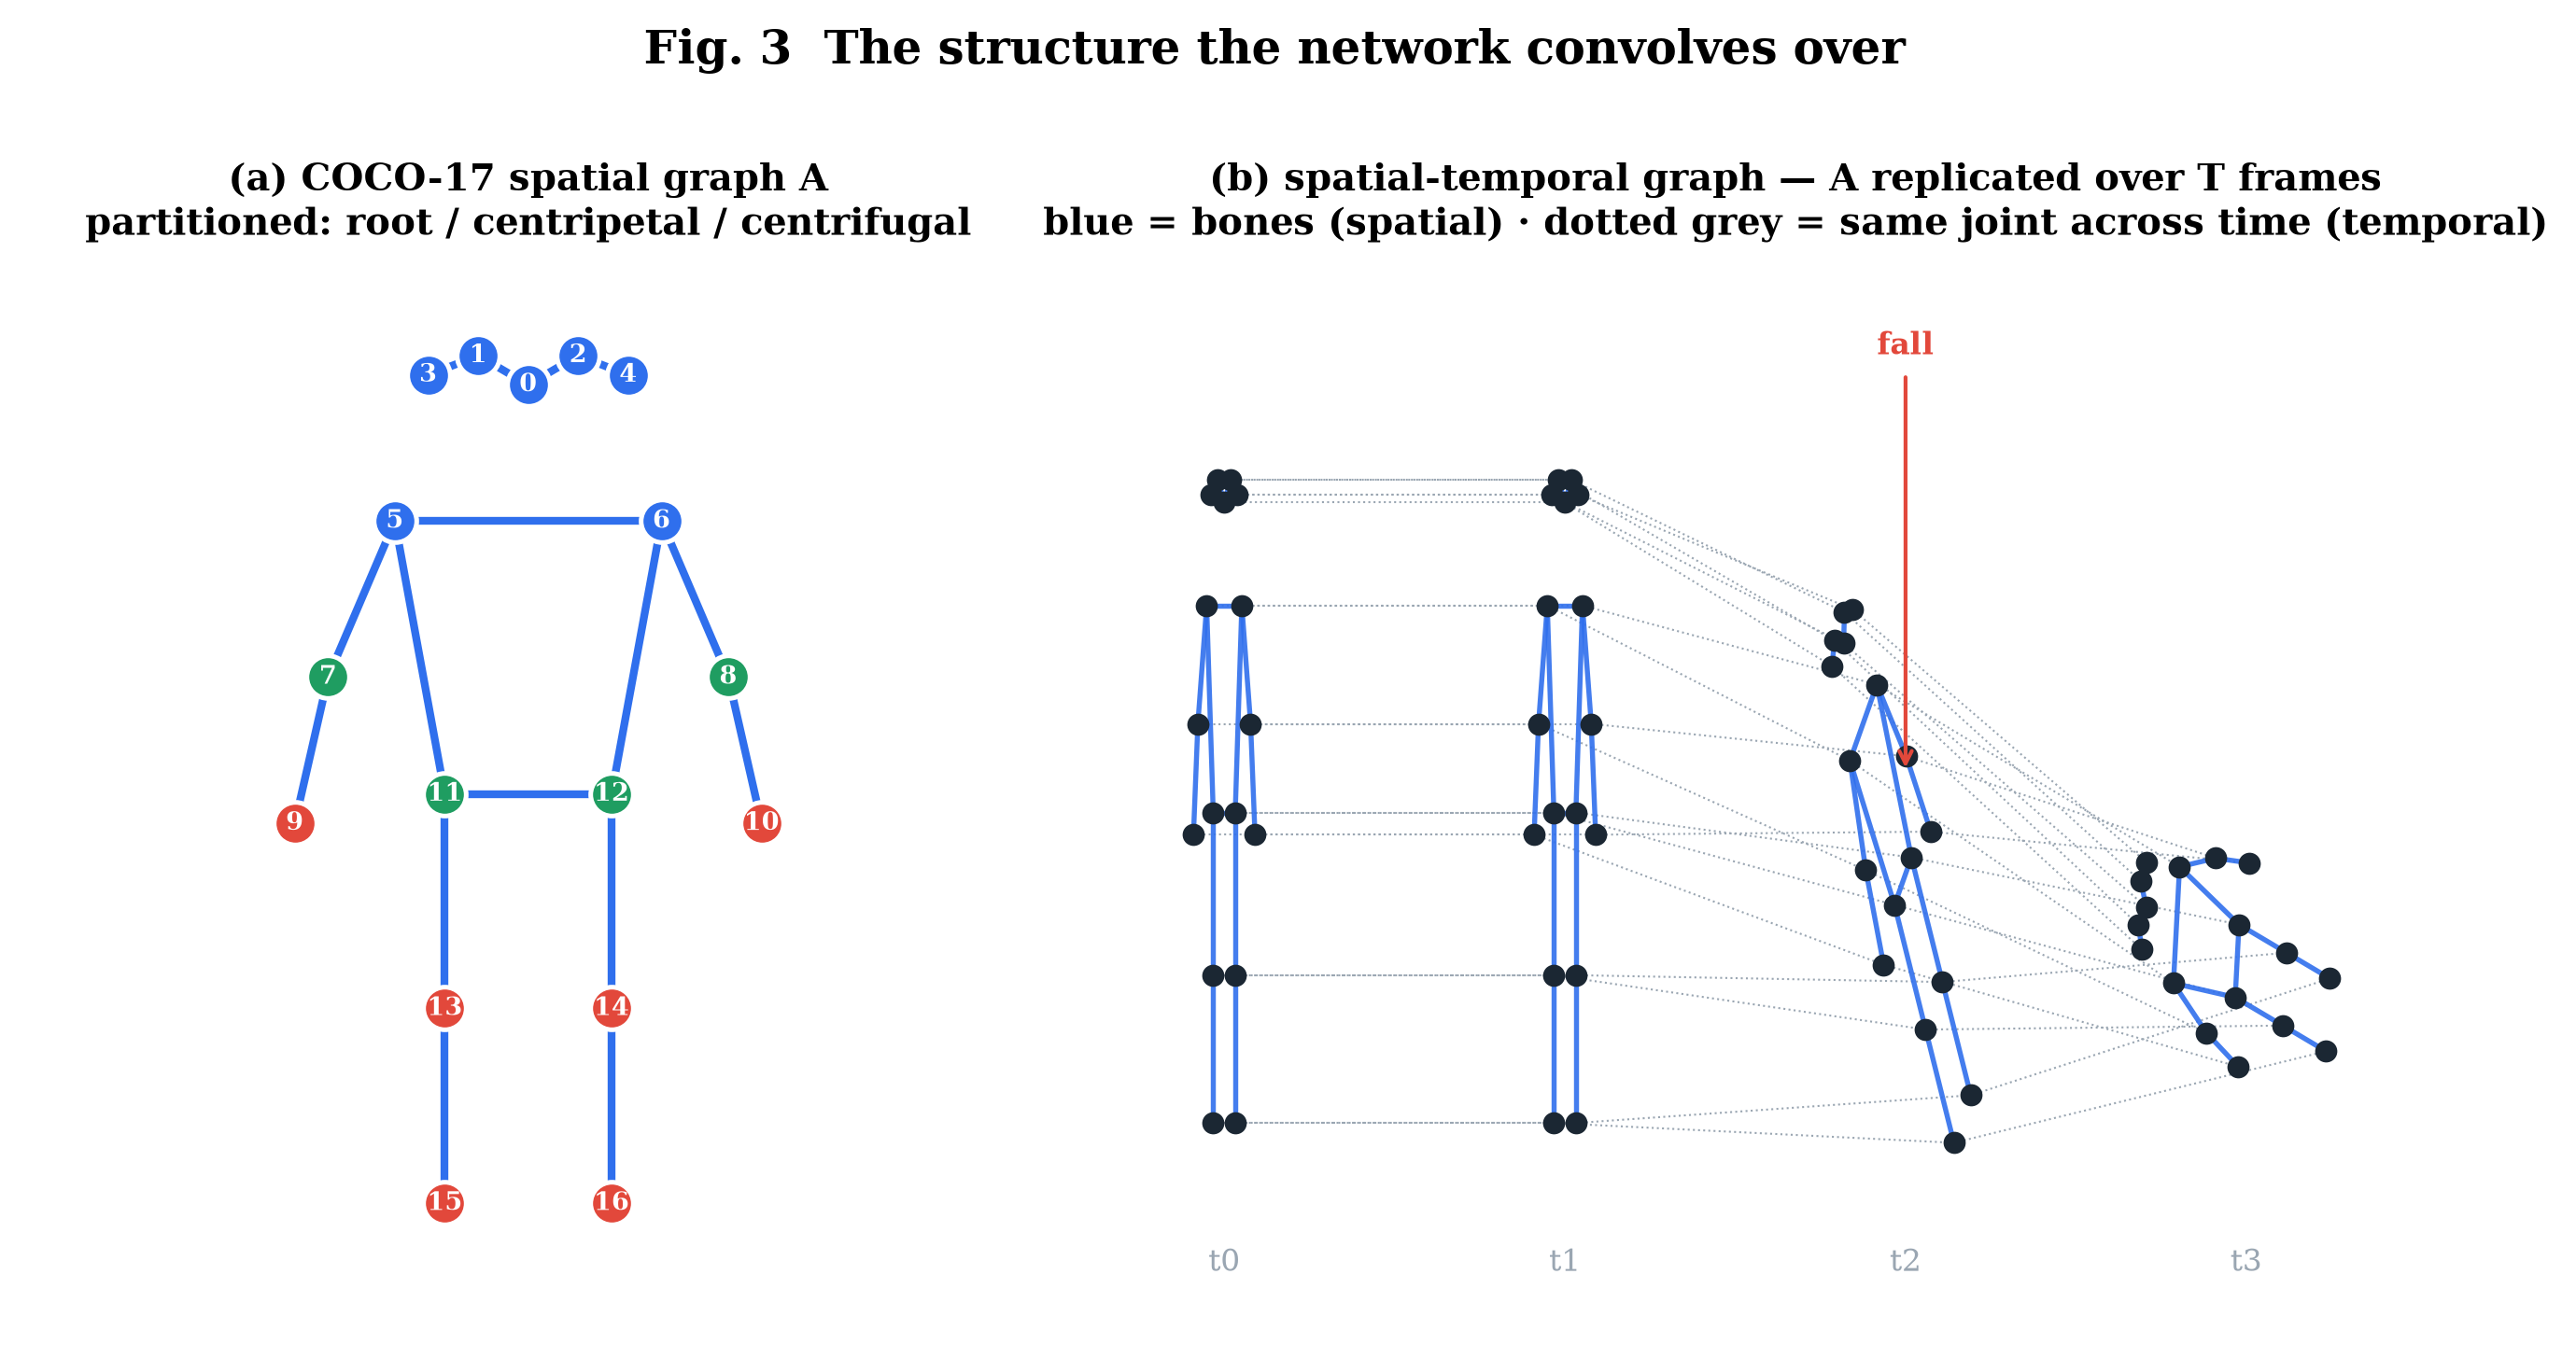 Fig. 3  The structure the network convolves over
(a) COCO-17 spatial graph A
partitioned: root / centripetal / centrifugal
(b) spatial-temporal graph — A replicated over T frames
blue = bones (spatial) · dotted grey = same joint across time (temporal)
3
1
0
2
4
5
6
7
8
11
12
9
10
13
14
15
16
fall
t0
t1
t2
t3